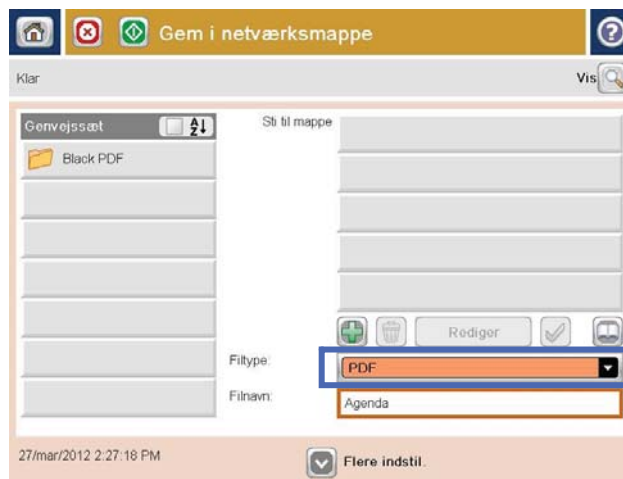 Gem i netværksmappe
Klar
Vis
Genvejssæt
Sti til mappe
Black PDF
Rediger
Filtype:
PDF
Filnavn:
Agenda
27/mar/2012 2:27:18 PM
Flere indstil.